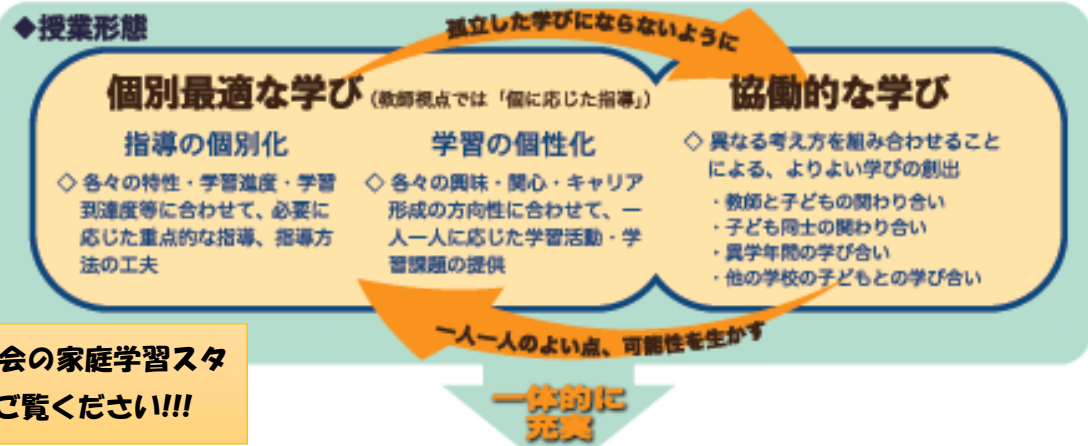 ◆授業形態
孤立した学びにならないように
個別最適な学び(教師視点では「個に応じた指導」)
指導の個別化
◇各々の特性・学習進度・学習
到達度等に合わせて、必要に
応じた重点的な指導、指導方
法の工夫
学習の個性化
◇各々の興味・関心・キャリア
形成の方向性に合わせて、一
人一人に応じた学習活動・学
習課題の提供
協働的な学び
◇異なる考え方を組み合わせること
による、よりよい学びの創出
・教師と子どもの関わり合い
・子ども同士の関わり合い
・異学年間の学び合い
・他の学校の子どもとの学び合い
一人一人のよい点、可能性を生かす
会の家庭学習スタ
ご覧ください!!!
一体的に
充実